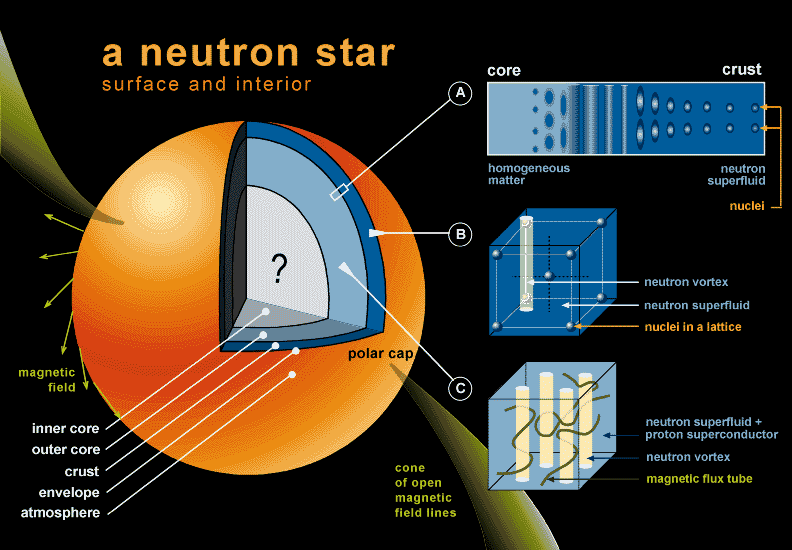 a neutron star
surface and interior
A
B
C
core
crust
homogeneous
matter
neutron
superfluid
nuclei
neutron vortex
neutron superfluid
nuclei in a lattice
?
polar cap
magnetic
field
inner core
outer core
crust
envelope
atmosphere
cone
of open
magnetic
field lines
neutron superfluid +
proton superconductor
neutron vortex
magnetic flux tube